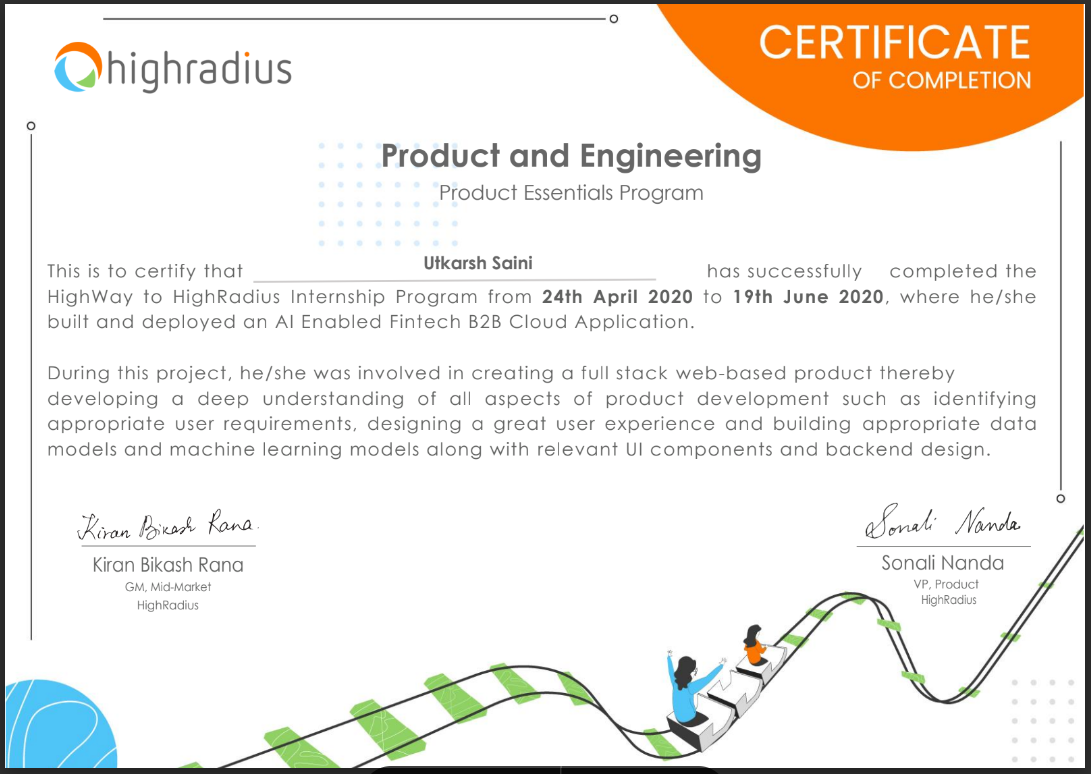 highradius
CERTIFICATE
OF COMPLETION
Product and Engineering
Product Essentials Program
This is to certify that Utkarsh Saini has successfully completed the
HighWay to HighRadius Internship Program from 24th April 2020 to 19th June 2020, where he/she
built and deployed an AI Enabled Fintech B2B Cloud Application.
During this project, he/she was involved in creating a full stack web-based product thereby
developing a deep understanding of all aspects of product development such as identifying
appropriate user requirements, designing a great user experience and building appropriate data
models and machine learning models along with relevant UI components and backend design.
Kiran Bikash Rana.
Kiran Bikash Rana
GM, Mid-Market
HighRadius
Sonali Nanda
Sonali Nanda
VP, Product
HighRadius